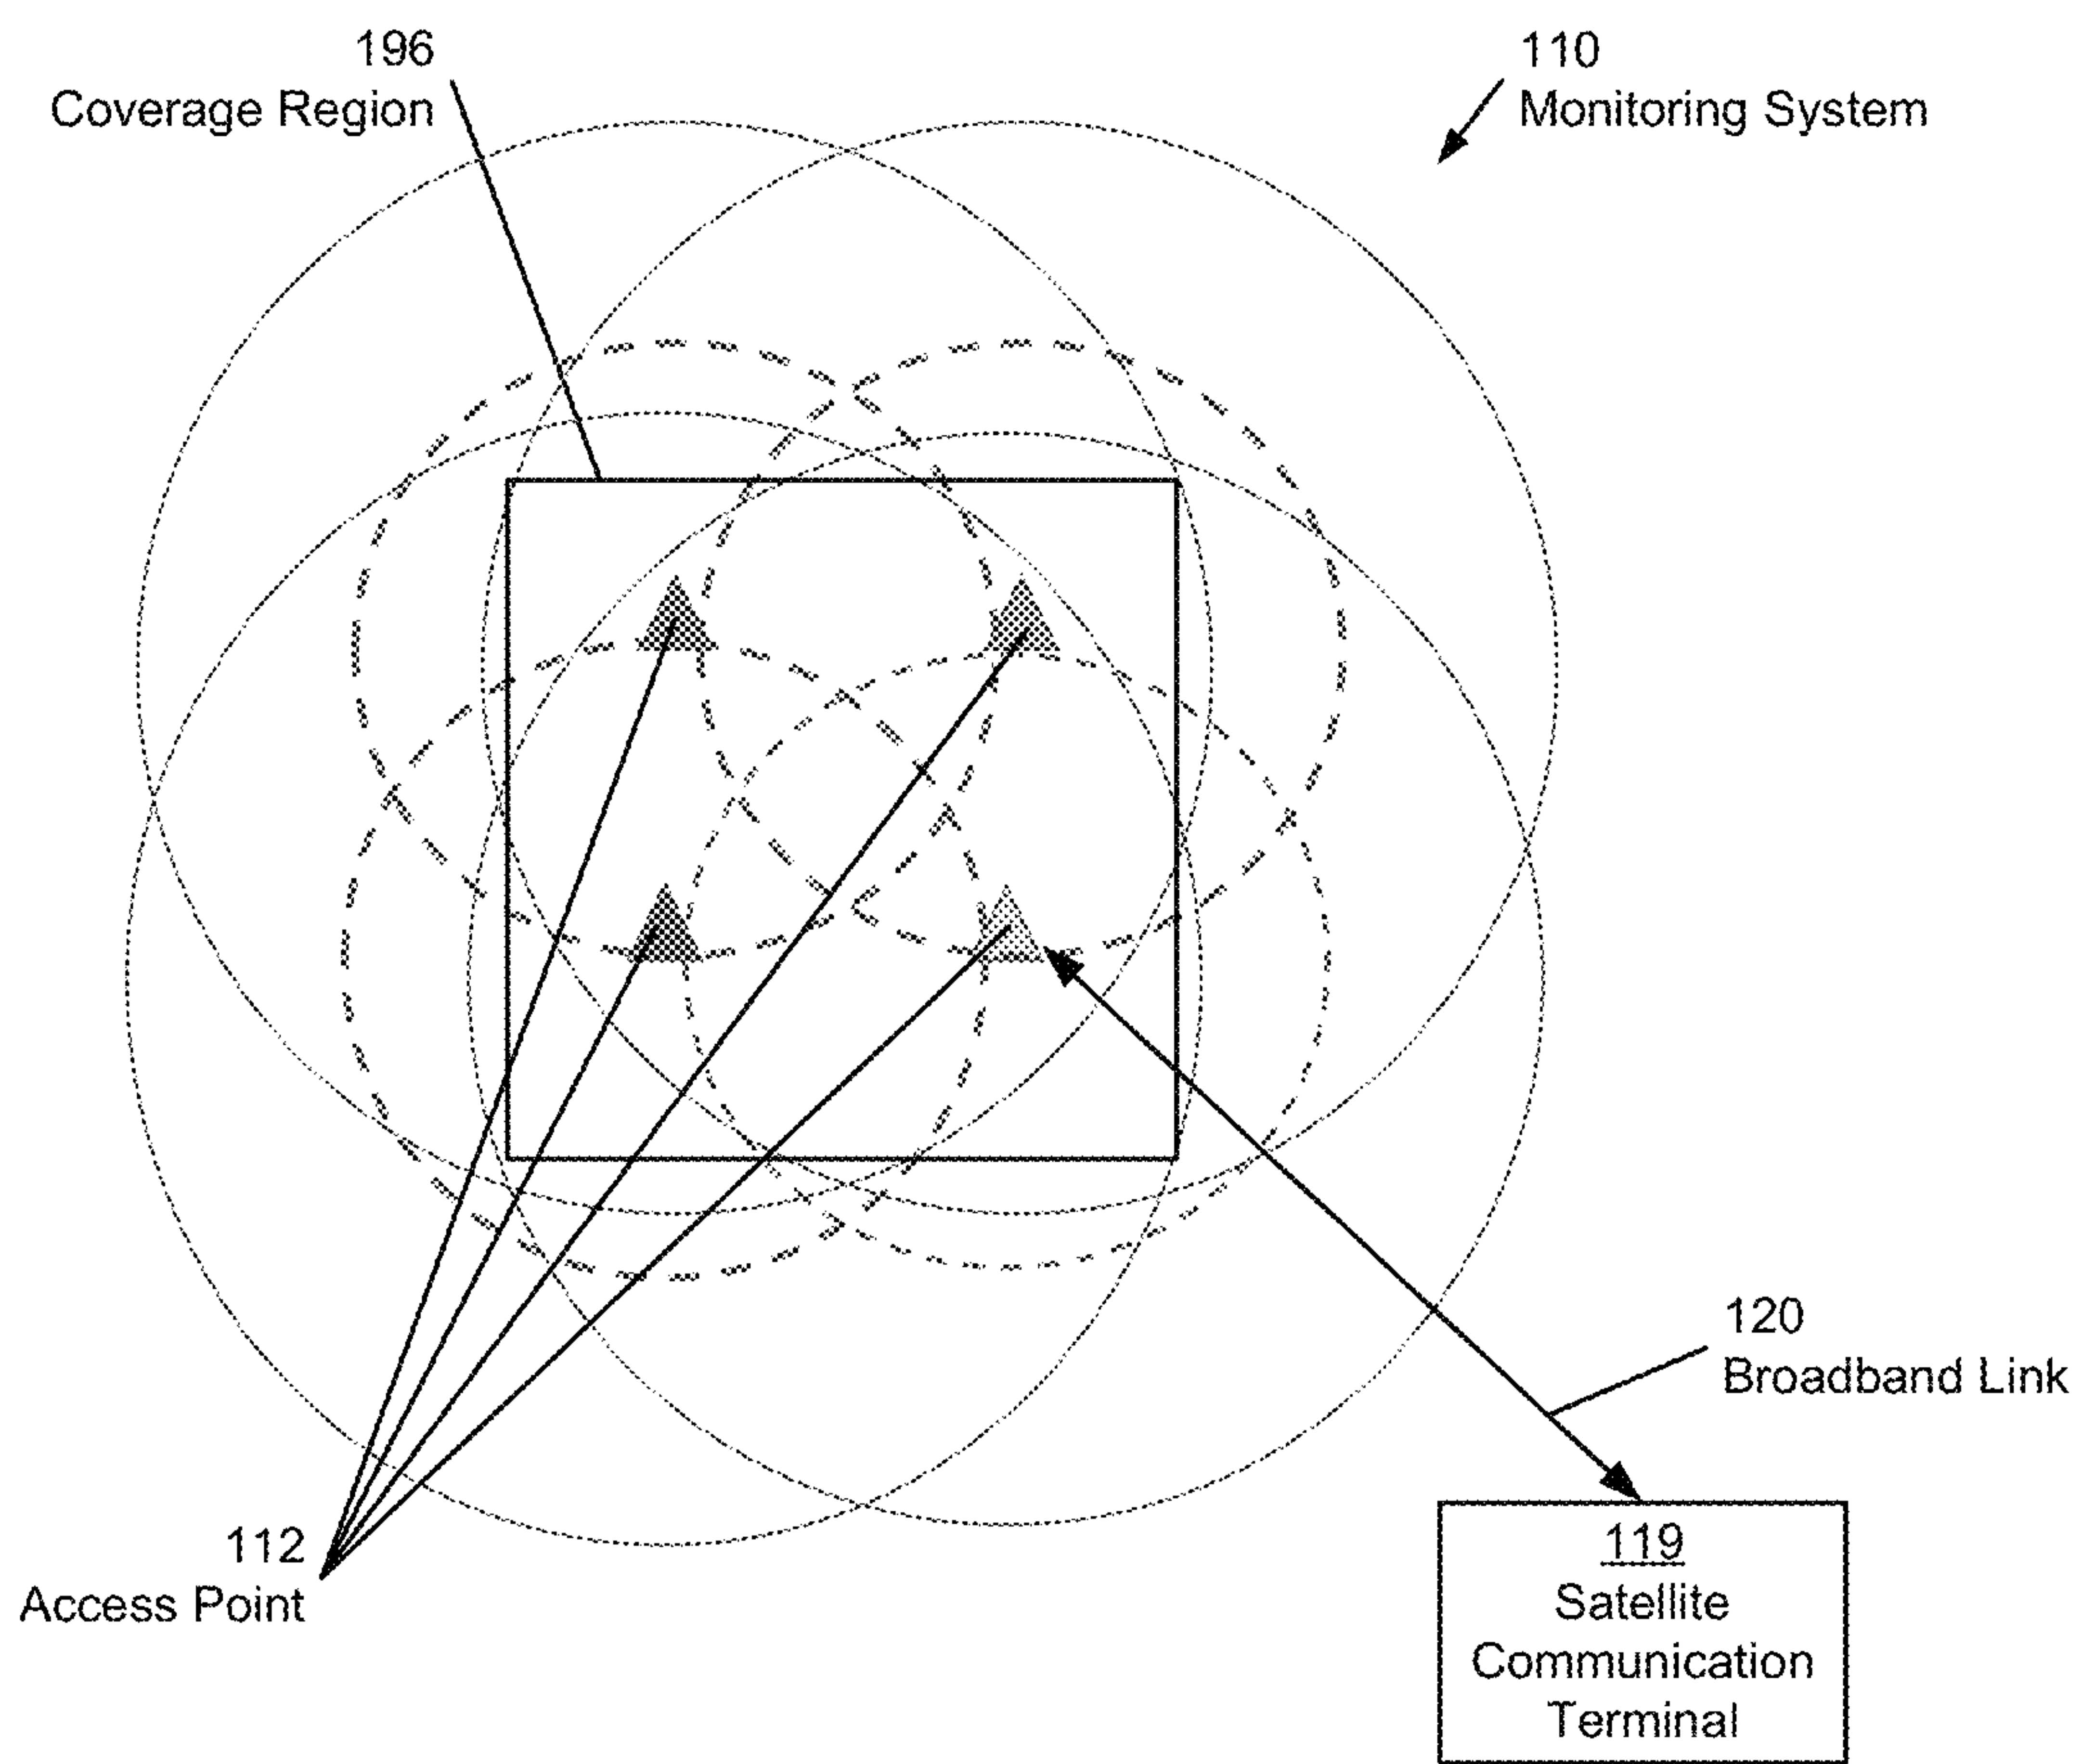 196
Coverage Region
110
Monitoring System
120
Broadband Link
112
Access Point
119
Satellite
Communication
Terminal